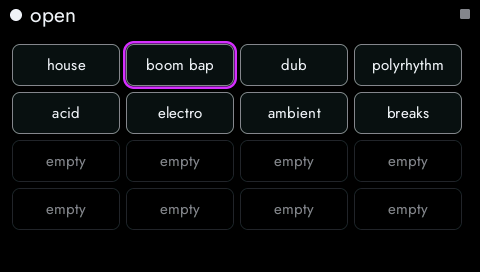 open
house boom bap dub polyrhythm
acid electro ambient breaks
empty empty empty empty
empty empty empty empty